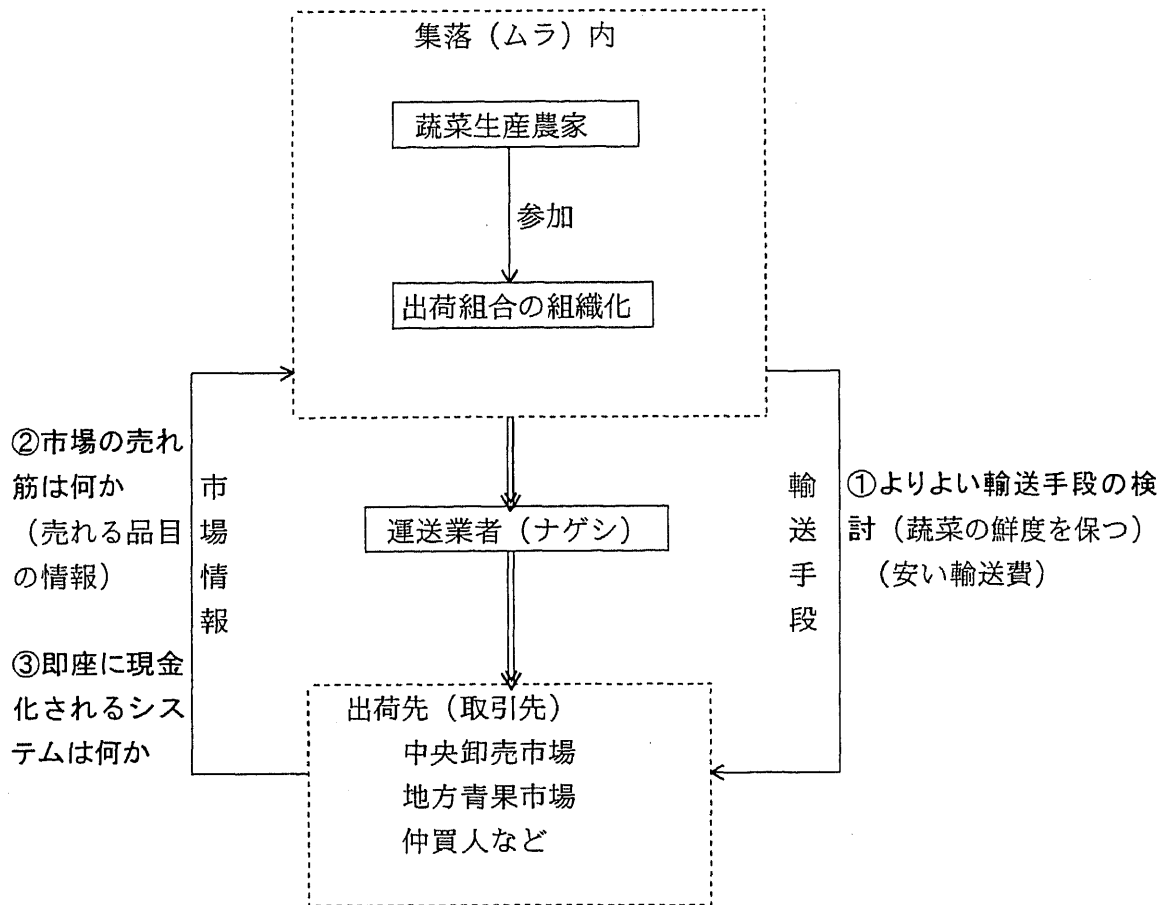 集落（ムラ）内
蔬菜生産農家
参加
出荷組合の組織化
②市場の売れ
筋は何か
（売れる品目
の情報）
③即座に現金
化されるシス
テムは何か
市場情報
運送業者（ナゲシ）
輸送手段
①よりよい輸送手段の検
討（蔬菜の鮮度を保つ）
（安い輸送費）
出荷先（取引先）
中央卸売市場
地方青果市場
仲買人など